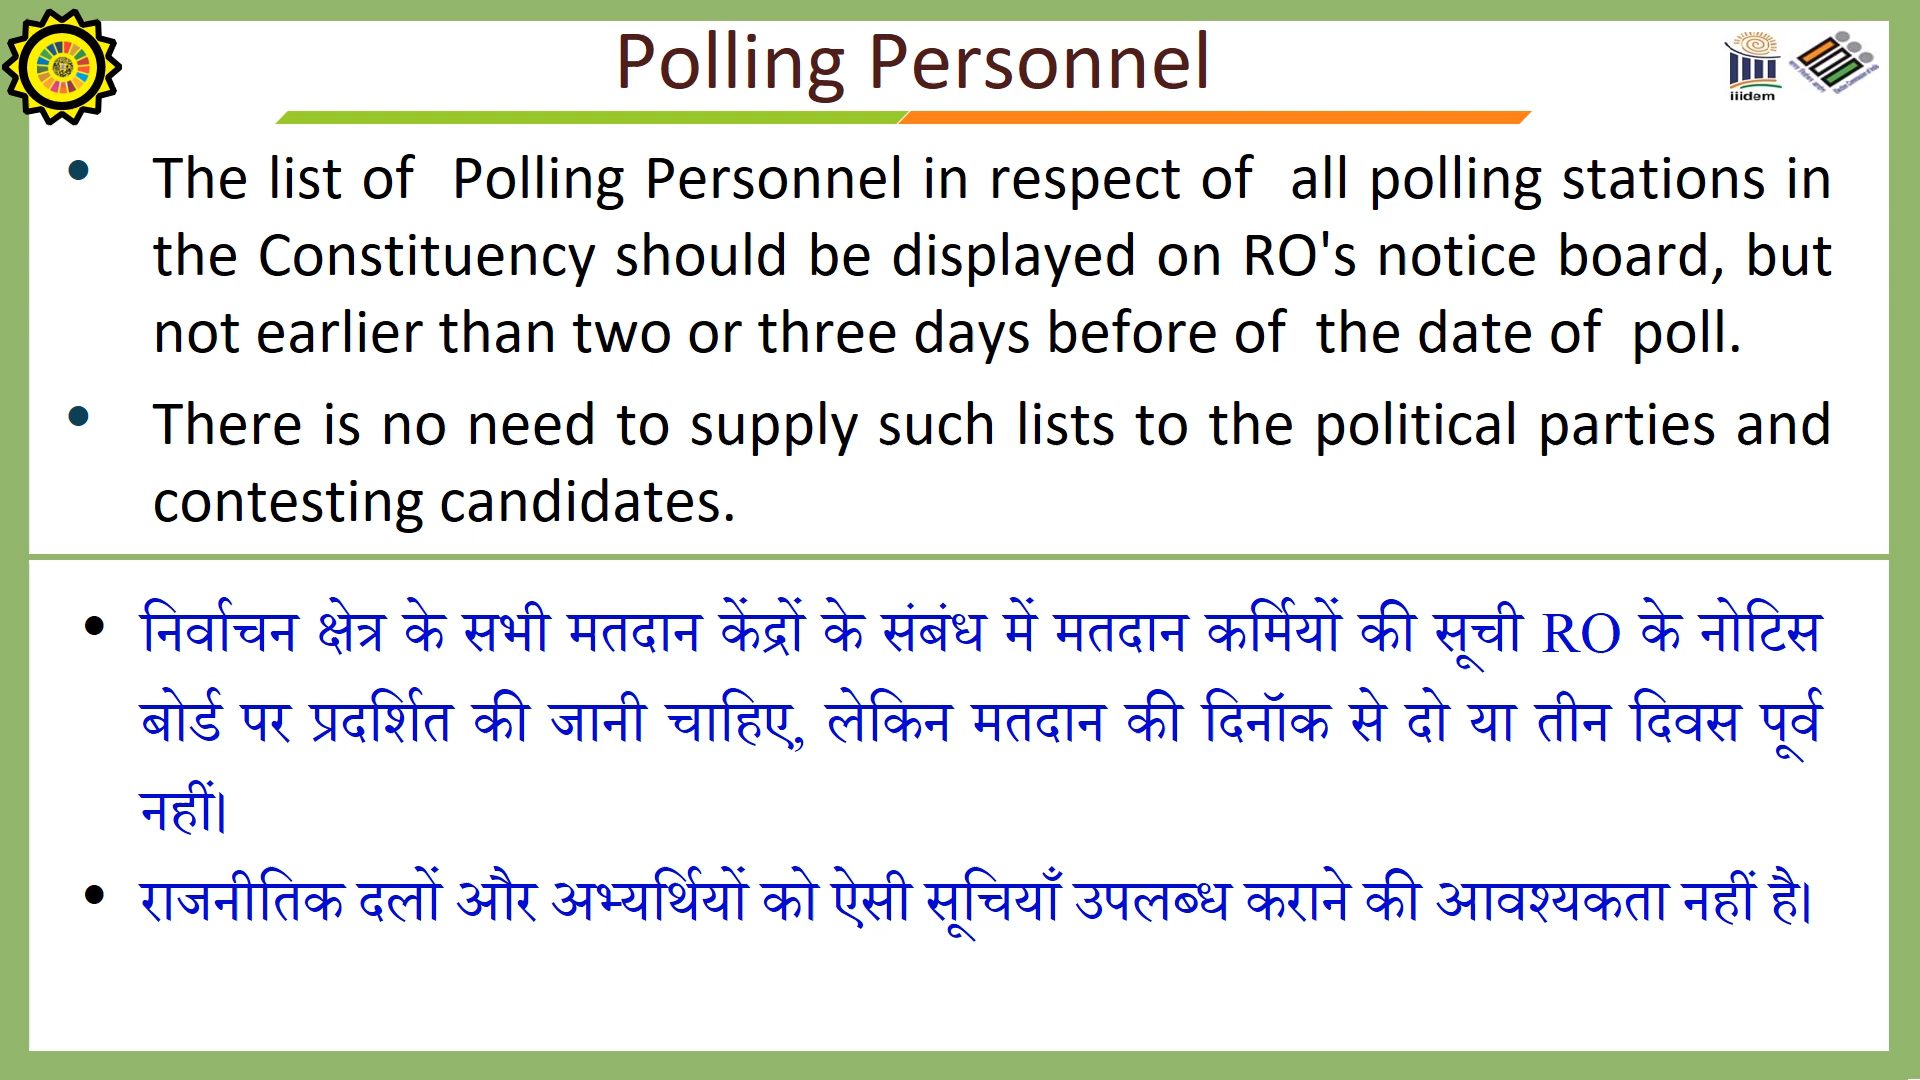 Polling Personnel
iiidem
• The list of Polling Personnel in respect of all polling stations in
the Constituency should be displayed on RO's notice board, but
not earlier than two or three days before of the date of poll.
• There is no need to supply such lists to the political parties and
contesting candidates.
• निर्वाचन क्षेत्र के सभी मतदान केंद्रों के संबंध में मतदान कर्मियों की सूची RO के नोटिस
बोर्ड पर प्रदर्शित की जानी चाहिए, लेकिन मतदान की दिनॉक से दो या तीन दिवस पूर्व
नहीं।
• राजनीतिक दलों और अभ्यर्थियों को ऐसी सूचियाँ उपलब्ध कराने की आवश्यकता नहीं है।